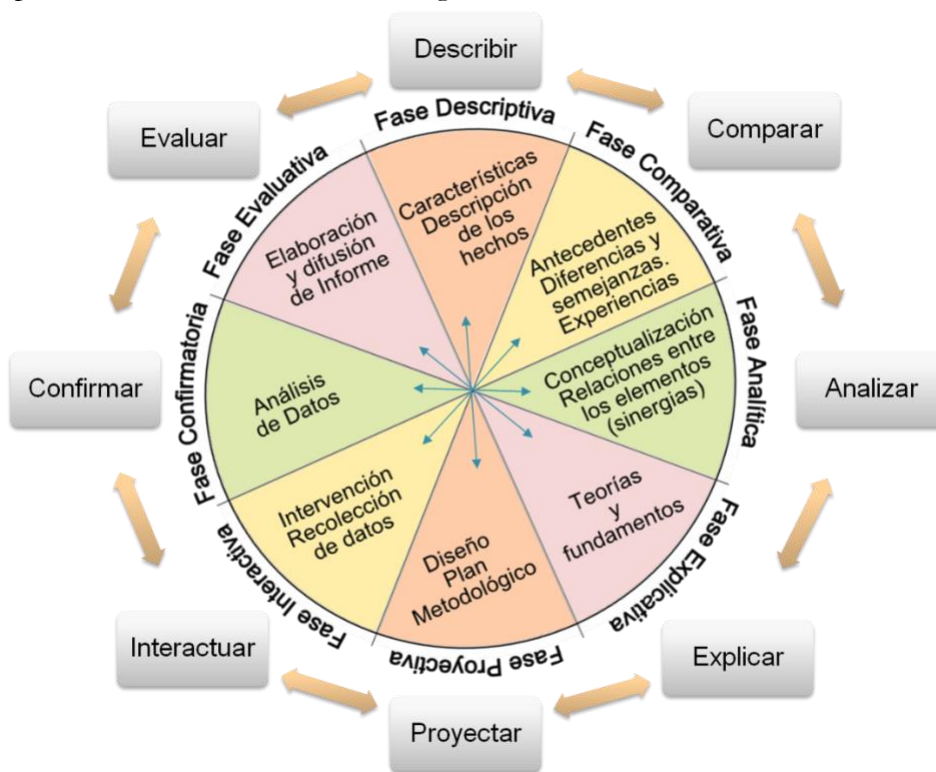 Describir
Comparar
Analizar
Explicar
Proyectar
Interactuar
Confirmar
Evaluar
Fase Descriptiva
Características
Descripción
de los
hechos
Fase Comparativa
Antecedentes
Diferencias y
semejanzas.
Experiencias
Fase Analítica
Conceptualización
Relaciones entre
los elementos
(sinergias)
Fase Explicativa
Teorías
y
fundamentos
Fase Proyectiva
Diseño
Plan
Metodológico
Fase Interactiva
Intervención
Recolección
de datos
Fase Confirmatoria
Análisis
de Datos
Fase Evaluativa
Elaboración
y difusión
de Informe